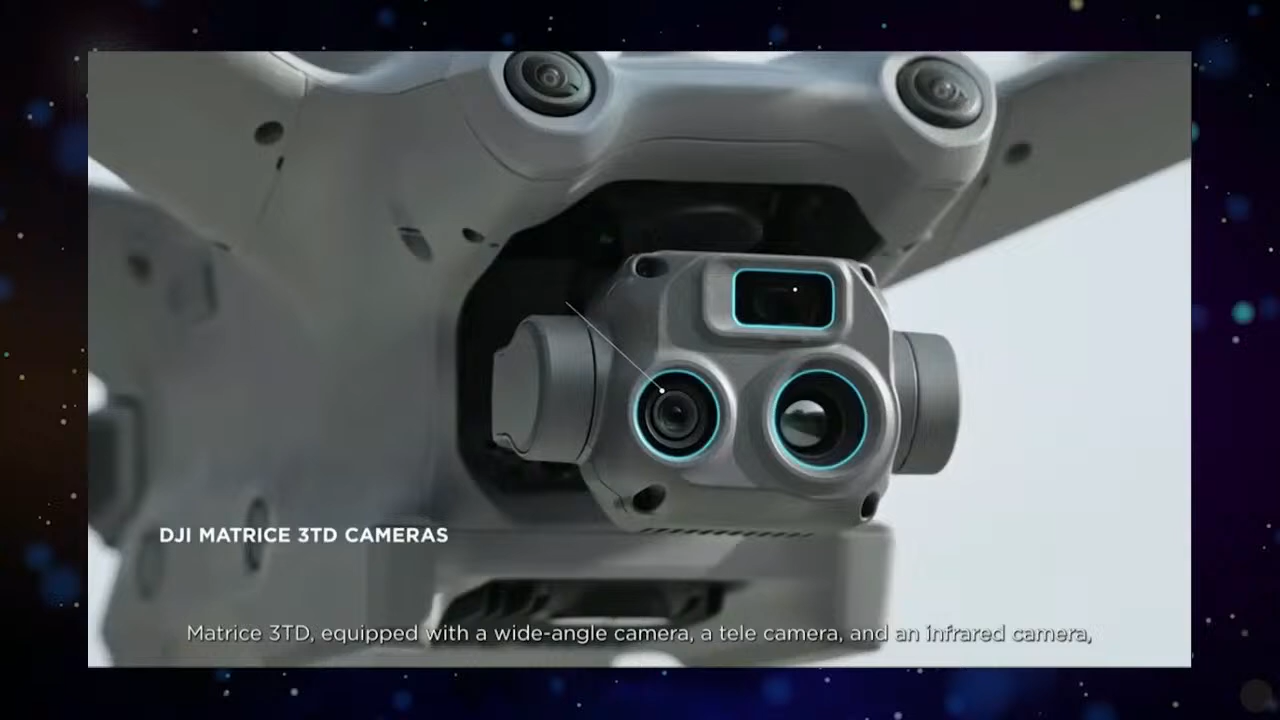 DJI MATRICE 3TD CAMERAS
Matrice 3TD, equipped with a wide-angle camera, a tele camera, and an infrared camera,